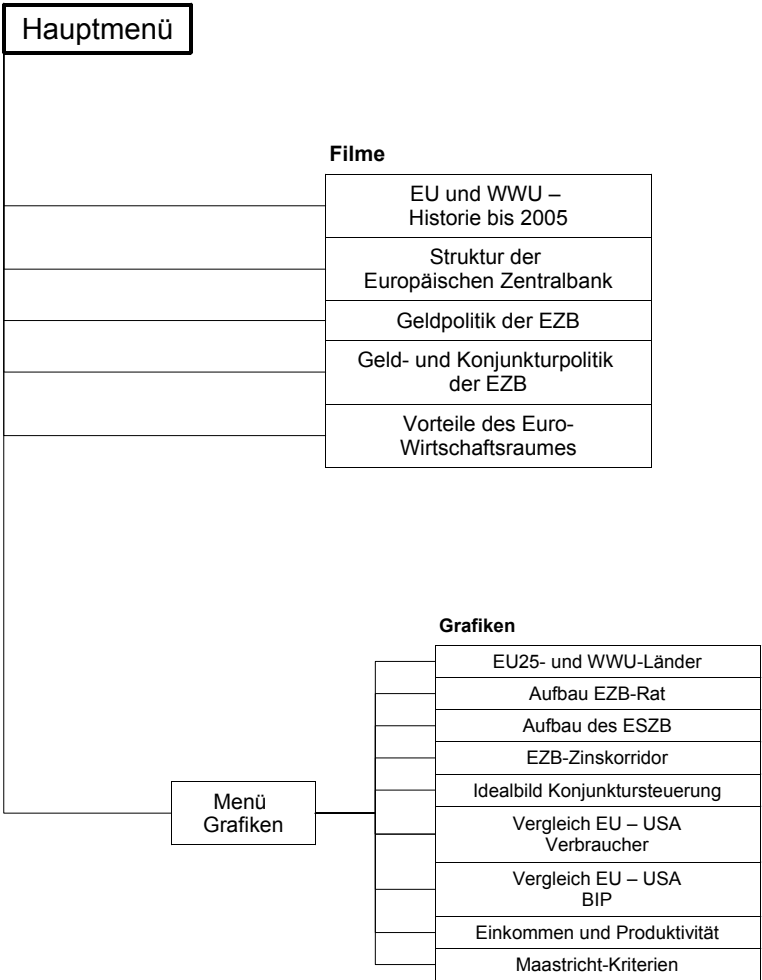 Hauptmenü
Filme
EU und WWU –
Historie bis 2005
Struktur der
Europäischen Zentralbank
Geldpolitik der EZB
Geld- und Konjunkturpolitik
der EZB
Vorteile des Euro-
Wirtschaftsraumes
Grafiken
EU25- und WWU-Länder
Aufbau EZB-Rat
Aufbau des ESZB
EZB-Zinskorridor
Idealbild Konjunktursteuerung
Menü
Grafiken
Vergleich EU – USA
Verbraucher
Vergleich EU – USA
BIP
Einkommen und Produktivität
Maastricht-Kriterien